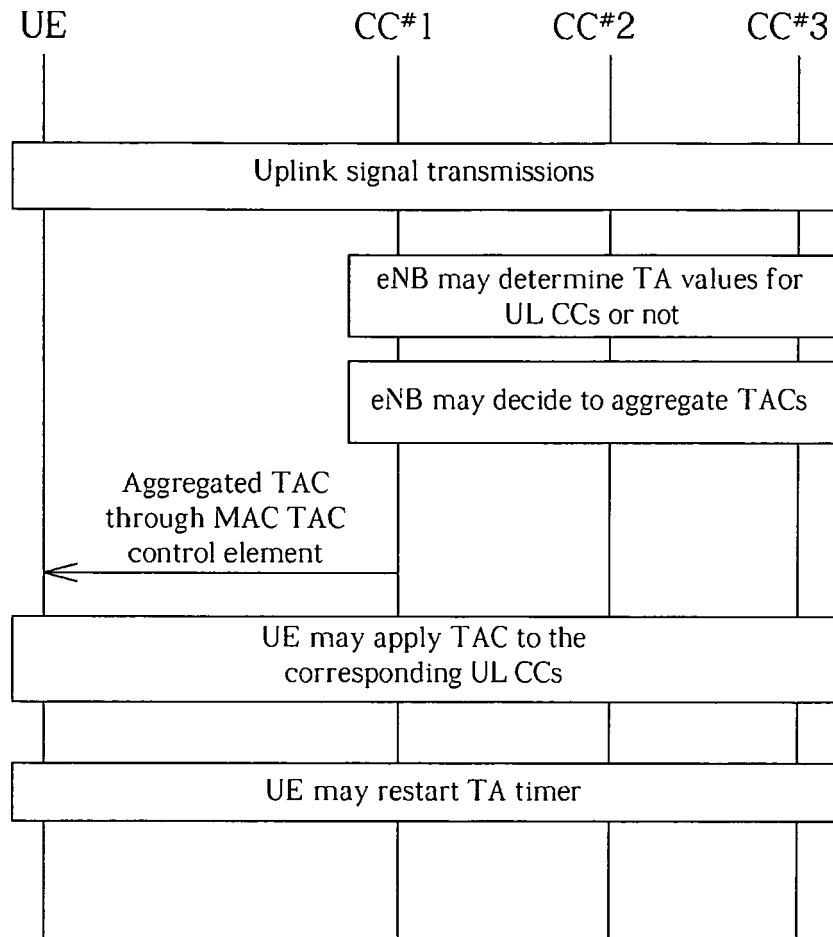 UE CC#1 CC#2 CC#3
Uplink signal transmissions
eNB may determine TA values for
UL CCs or not
eNB may decide to aggregate TACs
Aggregated TAC
through MAC TAC
control element
UE may apply TAC to the
corresponding UL CCs
UE may restart TA timer